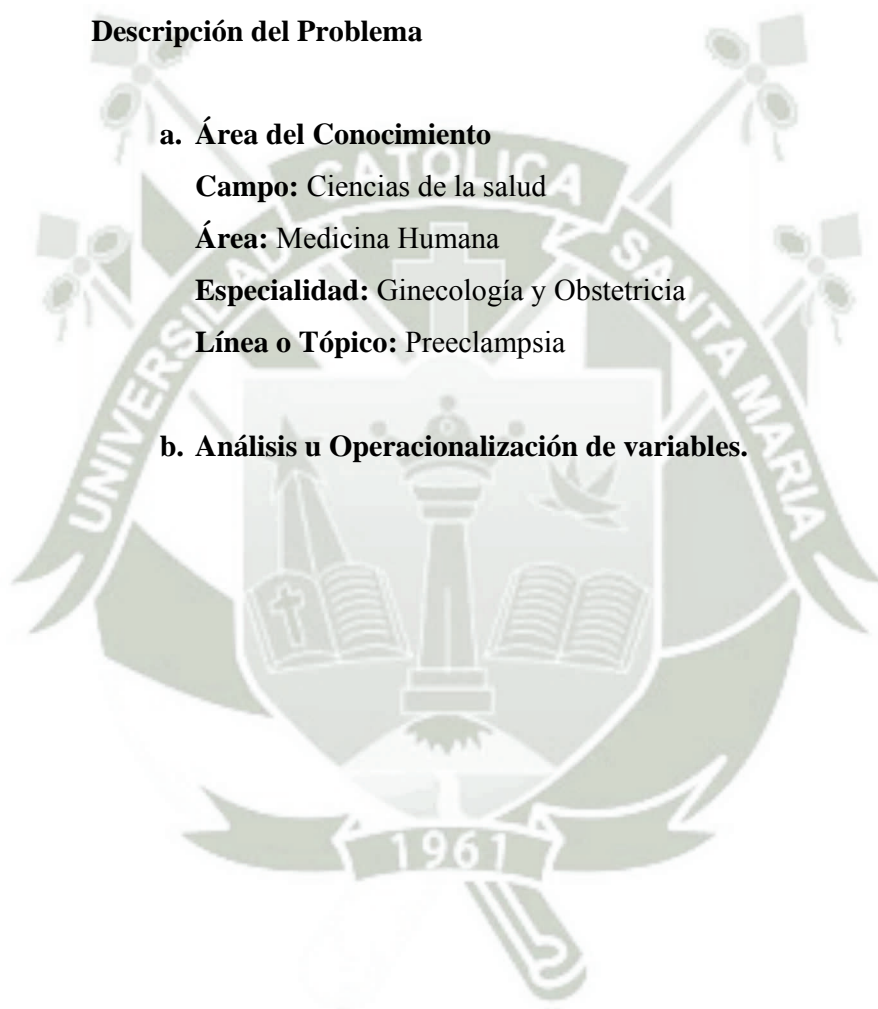 Descripción del Problema
a. Área del Conocimiento
Campo: Ciencias de la salud
Área: Medicina Humana
Especialidad: Ginecología y Obstetricia
Línea o Tópico: Preeclampsia
b. Análisis u Operacionalización de variables.
UNIVERSIDAD CATOLICA SANTA MARIA
1961